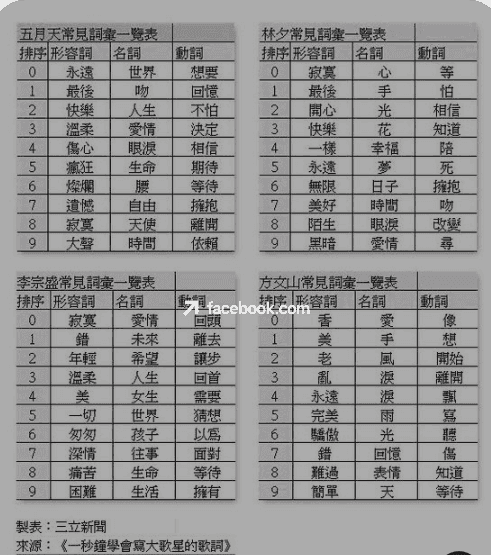 五月天常見詞彙一覽表
排序 形容詞 名詞 動詞
0 永遠 世界 想要
1 最後 吻 回憶
2 快樂 人生 不怕
3 溫柔 愛情 決定
4 傷心 眼淚 相信
5 瘋狂 生命 期待
6 燦爛 腰 等待
7 遺憾 自由 擁抱
8 寂寞 天使 離開
9 大聲 時間 依賴
林夕常見詞彙一覽表
排序 形容詞 名詞 動詞
0 寂寞 心 等
1 最後 手 怕
2 開心 光 相信
3 快樂 花 知道
4 一樣 幸福 陪
5 永遠 夢 死
6 無限 日子 擁抱
7 美好 時間 吻
8 陌生 眼淚 改變
9 黑暗 愛情 尋
李宗盛常見詞彙一覽表
排序 形容詞 名詞 動詞
0 寂寞 愛情 回頭
1 錯 未來 離去
2 年輕 希望 讓步
3 溫柔 人生 回首
4 美 女生 需要
5 一切 世界 猜想
6 匆匆 孩子 以為
7 深情 往事 面對
8 痛苦 生命 等待
9 困難 生活 擁有
方文山常見詞彙一覽表
排序 形容詞 名詞 動詞
0 香 愛 像
1 美 手 想
2 老 風 開始
3 亂 淚 離開
4 永遠 淚 飄
5 完美 雨 寫
6 驕傲 光 聽
7 錯 回憶 傷
8 難過 表情 知道
9 簡單 天 等待
facebook.com
製表：三立新聞
來源：《一秒鐘學會寫大歌星的歌詞》